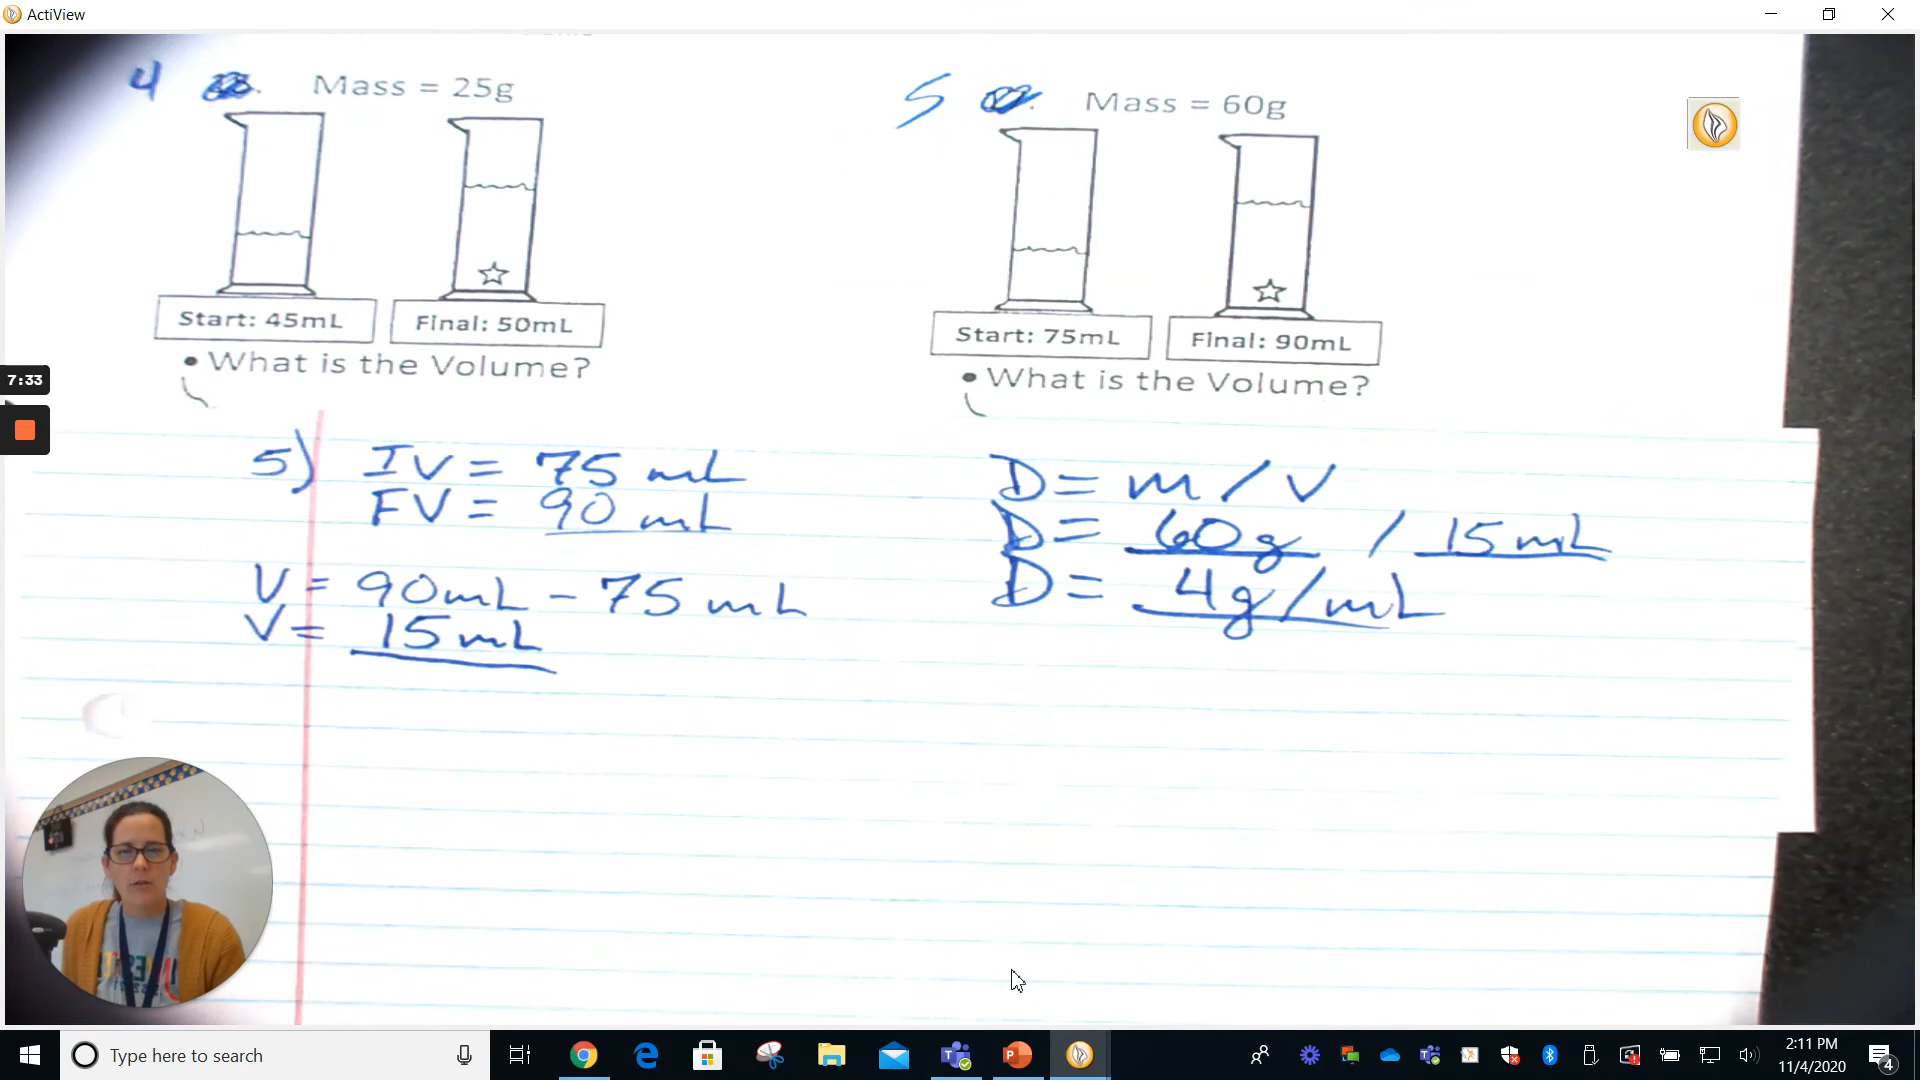 ActiView
4 Mass = 25g
5 Mass = 60g
Start: 45mL
Final: 50mL
Start: 75mL
Final: 90mL
• What is the Volume?
• What is the Volume?
7:33
5) IV = 75 mL
FV = 90 mL
V = 90mL - 75 mL
V = 15mL
D = m / V
D = 60g / 15mL
D = 4g/mL
Type here to search
2:11 PM
11/4/2020
4